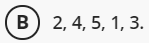 B 2, 4, 5, 1, 3.